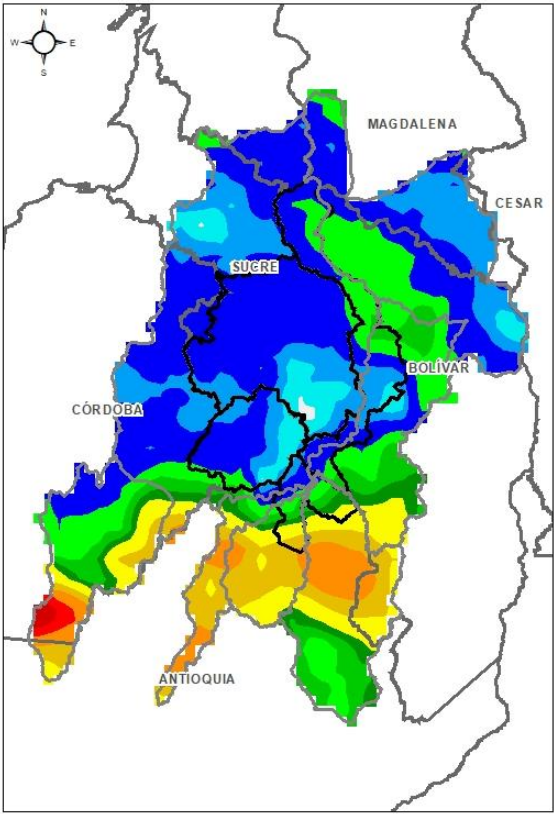 N
W E
S
MAGDALENA
CESAR
SUCRE
BOLÍVAR
CÓRDOBA
ANTIOQUIA